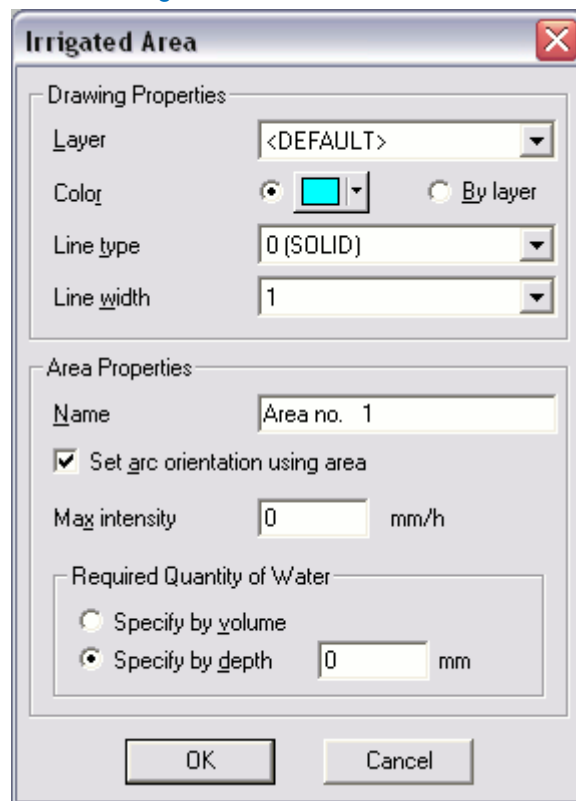 Irrigated Area
Drawing Properties
Layer <DEFAULT>
Color By layer
Line type 0 (SOLID)
Line width 1
Area Properties
Name Area no. 1
Set arc orientation using area
Max intensity 0 mm/h
Required Quantity of Water
Specify by volume
Specify by depth 0 mm
OK Cancel